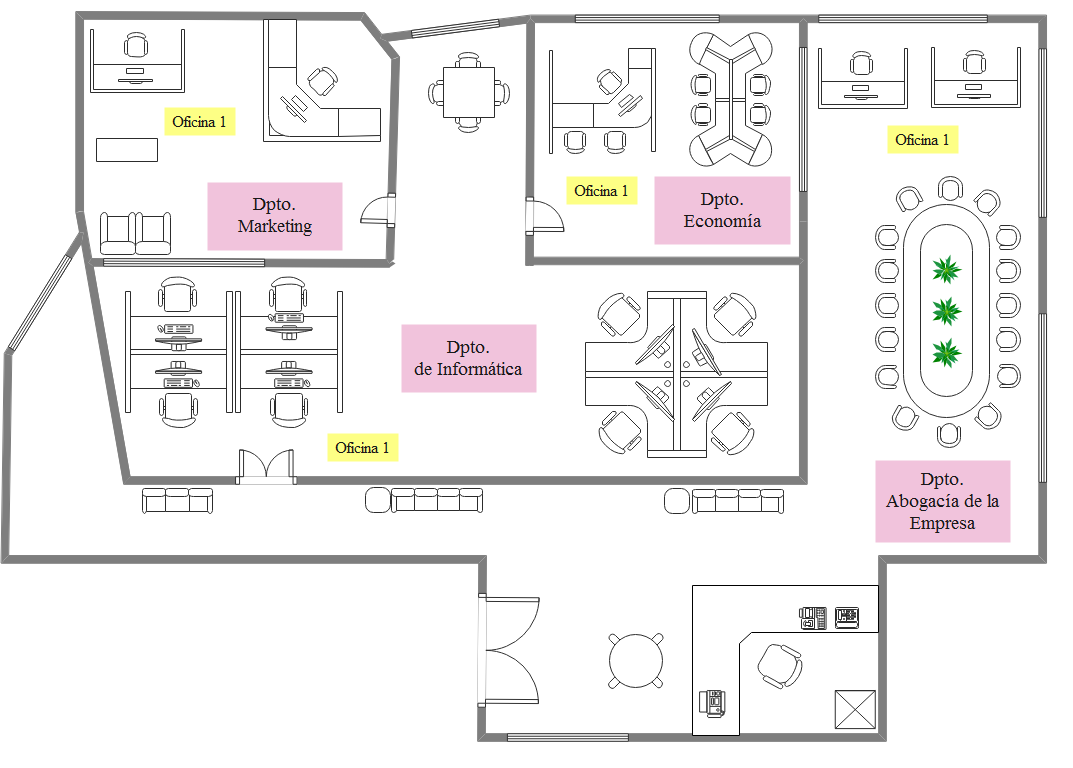 Oficina 1
Dpto.
Marketing
Oficina 1
Dpto.
Economía
Oficina 1
Dpto.
de Informática
Oficina 1
Dpto.
Abogacía de la
Empresa